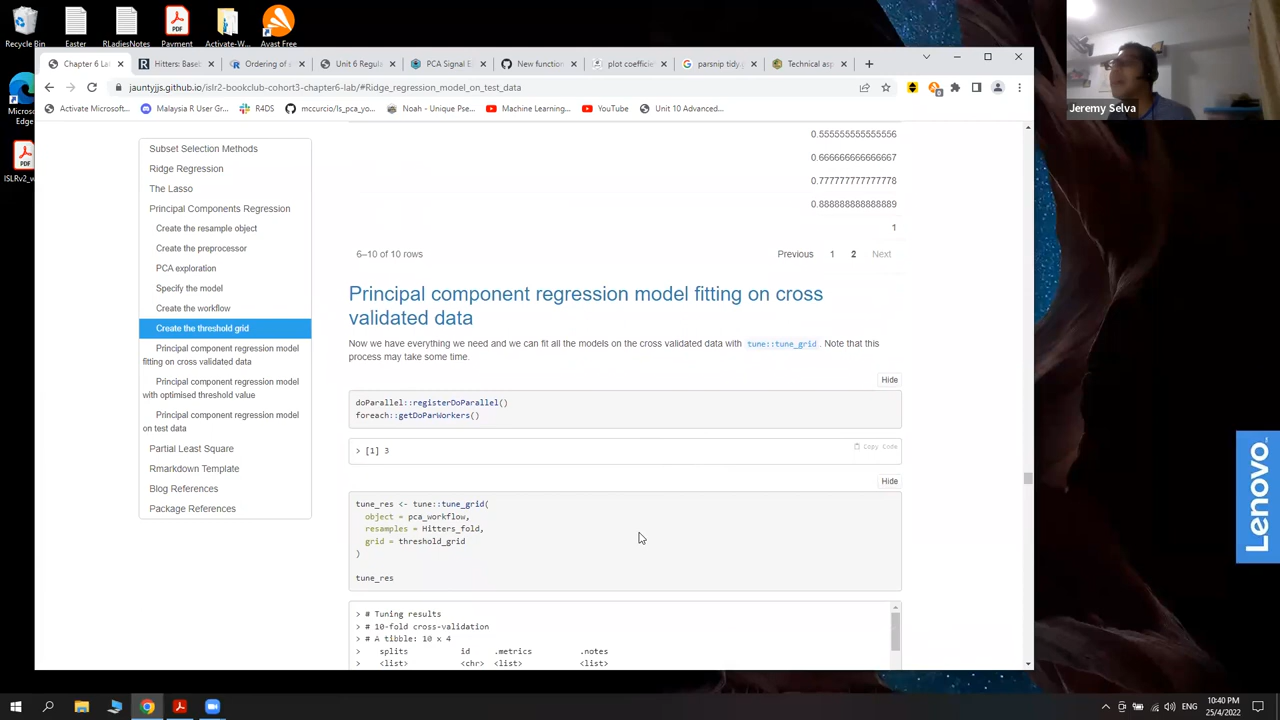 Recycle Bin
Easter
RLadiesNotes
Payment
Activate-W...
Avast Free
Jeremy Selva
Chapter 6 La
Hitters: Baseb
Ordering of v
Unit 6 Regula
PCA Signal E
New function
plot coefficie
parsnip tidy
Technical asp
jauntyjjs.github.io/islr-bookclub-cohort3-chapter6-lab/#Ridge_regression_model_on_test_data
Activate Microsoft...
Malaysia R User Gr...
R4DS
mccurcio/Is_pca_yo...
Noah - Unique Pse...
Machine Learning...
YouTube
Unit 10 Advanced...
Microsoft
Edge
ISLRv2_w
Subset Selection Methods
Ridge Regression
The Lasso
Principal Components Regression
Create the resample object
Create the preprocessor
PCA exploration
Specify the model
Create the workflow
Create the threshold grid
Principal component regression model
fitting on cross validated data
Principal component regression model
with optimised threshold value
Principal component regression model
on test data
Partial Least Square
Rmarkdown Template
Blog References
Package References
0.555555555555556
0.666666666666667
0.777777777777778
0.888888888888889
1
6–10 of 10 rows
Previous 1 2 Next
Principal component regression model fitting on cross
validated data
Now we have everything we need and we can fit all the models on the cross validated data with tune::tune_grid. Note that this
process may take some time.
Hide
doParallel::registerDoParallel()
foreach::getDoParWorkers()
> [1] 3
Copy Code
Hide
tune_res <- tune::tune_grid(
object = pca_workflow,
resamples = Hitters_fold,
grid = threshold_grid
)
tune_res
> # Tuning results
> # 10-fold cross-validation
> # A tibble: 10 x 4
> splits id .metrics .notes
> <list> <chr> <list> <list>
Lenovo
10:40 PM
25/4/2022